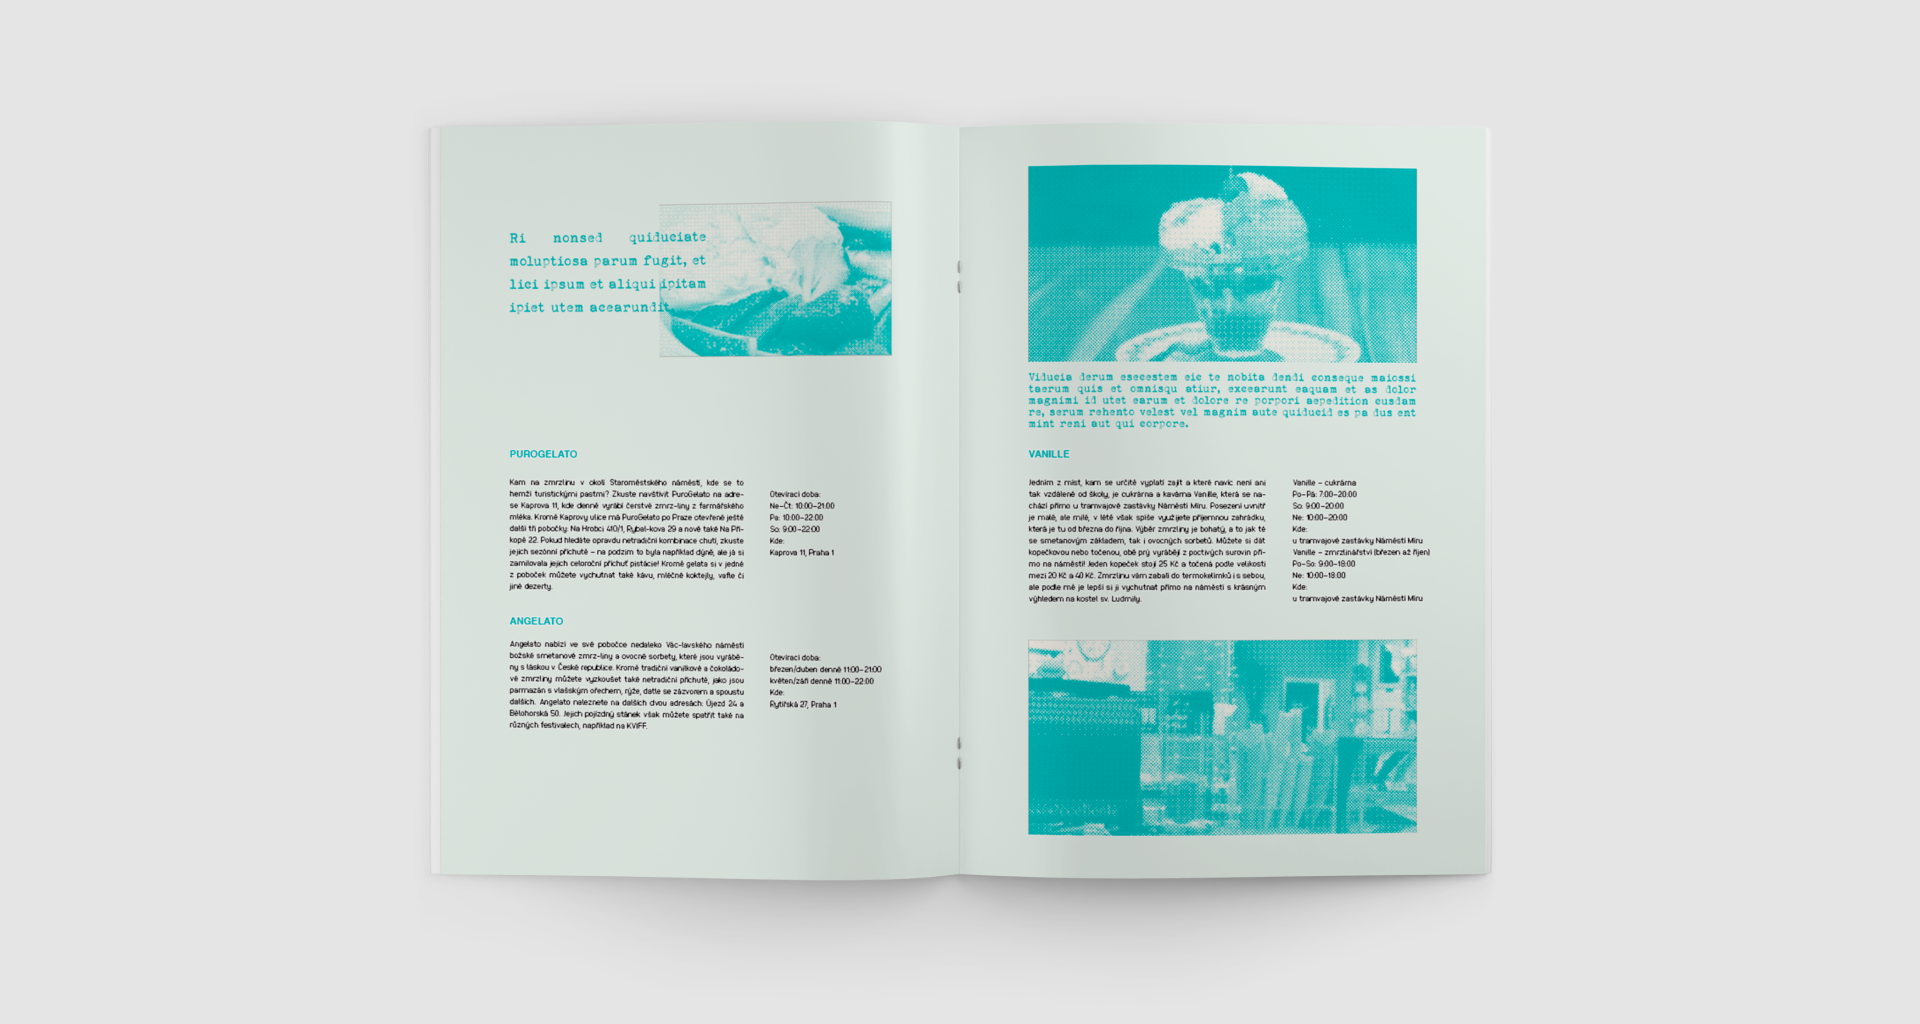 Ri nonsed quiduciate
moluptiosa parum fugit, et
lici ipsum et aliqui ipitam
ipiet utem acearundit.
PUROGELATO
Kam na zmrzlinu v okolí Staroměstského náměstí, kde se to
hemží turistickými pastmi? Zkuste navštívit PuroGelato na adre-
se Kaprova 11, kde denně vyrábí čerstvé zmrz-liny z farmářského
mléka. Kromě Kaprovy ulice má PuroGelato po Praze otevřené ještě
další tři pobočky: Na Hrobci 410/1, Rybal-kova 29 a nově také Na Pří-
kopě 22. Pokud hledáte opravdu netradiční kombinace chutí, zkuste
jejich sezónní příchutě – na podzim to byla například dýně, ale já si
zamilovala jejich celoroční příchuť pistácie! Kromě gelata si v jedné
z poboček můžete vychutnat také kávu, mléčné koktejly, vafle či
jiné dezerty.
Otevírací doba:
Ne–Čt: 10:00–21:00
Pa: 10:00–22:00
So: 9:00–22:00
Kde:
Kaprova 11, Praha 1
ANGELATO
Angelato nabízí ve své pobočce nedaleko Vác-lavského náměstí
božské smetanové zmrz-liny a ovocné sorbety, které jsou vyrábě-
ny s láskou v České republice. Kromě tradiční vanilkové a čokoládo-
vé zmrzliny můžete vyzkoušet také netradiční příchutě, jako jsou
parmazán s vlašským ořechem, rýže, datle se zázvorem a spoustu
dalších. Angelato naleznete na dalších dvou adresách: Újezd 24 a
Bělohorská 50. Jejich pojízdný stánek však můžete spatřit také na
různých festivalech, například na KVIFF.
Otevírací doba:
březen/duben denně 11:00–21:00
květen/září denně 11:00–22:00
Kde:
Rytířská 27, Praha 1
Viducia derum esecestem eic te nobita dendi conseque maiossi
taerum quis et omnisqu atiur, excearunt eaquam et as dolor
magnimi id utet earum et dolore re porpori aepedition cusdam
re, serum rehento velest vel magnim aute quiducid es pa dus ent
mint reni aut qui corpore.
VANILLE
Jedním z míst, kam se určitě vyplatí zajít a které navíc není ani
tak vzdálené od školy, je cukrárna a kavárna Vanille, která se na-
chází přímo u tramvajové zastávky Náměstí Míru. Posezení uvnitř
je malé, ale milé, v létě však spíše využijete příjemnou zahrádku,
která je tu od března do října. Výběr zmrzliny je bohatý, a to jak té
se smetanovým základem, tak i ovocných sorbetů. Můžete si dát
kopečkovou nebo točenou, obě prý vyrábějí z poctivých surovin pří-
mo na náměstí! Jeden kopeček stojí 25 Kč a točená podle velikosti
mezi 20 Kč a 40 Kč. Zmrzlinu vám zabalí do termokelímků i s sebou,
ale podle mě je lepší si ji vychutnat přímo na náměstí s krásným
výhledem na kostel sv. Ludmily.
Vanille – cukrárna
Po–Pá: 7:00–20:00
So: 9:00–20:00
Ne: 10:00–20:00
Kde:
u tramvajové zastávky Náměstí Míru
Vanille – zmrzlinářství (březen až říjen)
Po–So: 9:00–18:00
Ne: 10:00–18:00
Kde:
u tramvajové zastávky Náměstí Míru